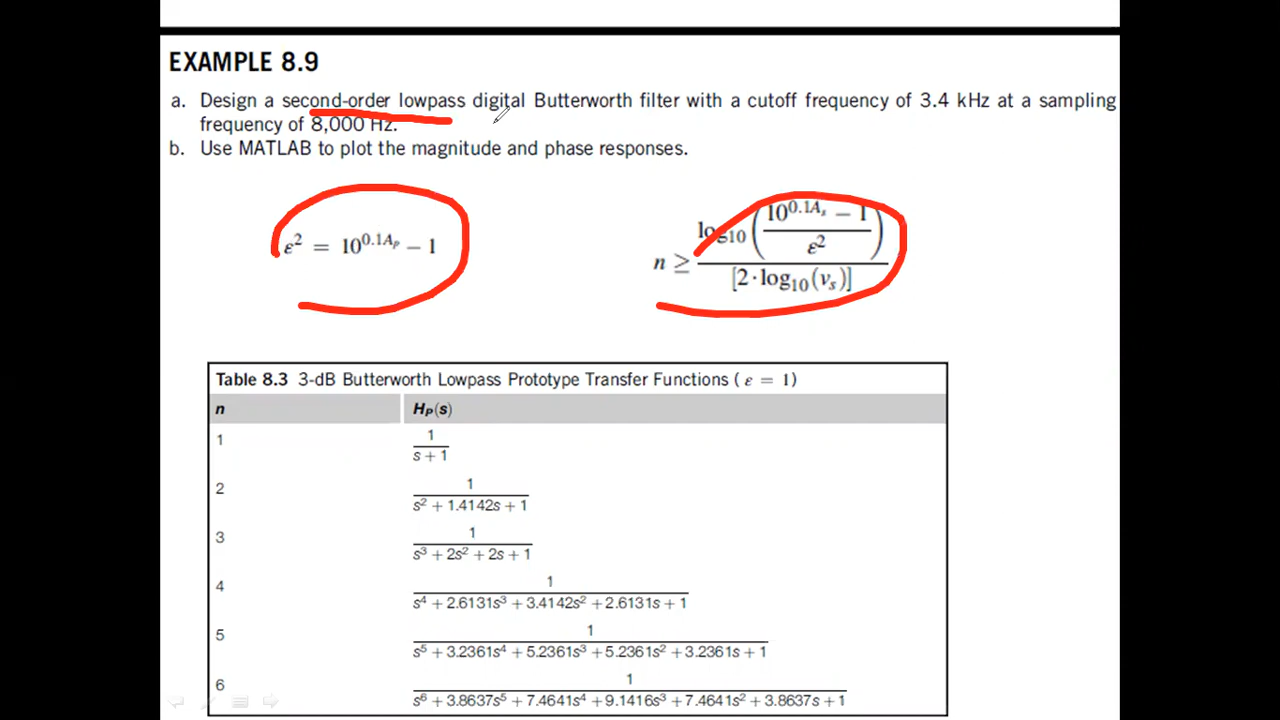 EXAMPLE 8.9
a. Design a second-order lowpass digital Butterworth filter with a cutoff frequency of 3.4 kHz at a sampling
frequency of 8,000 Hz.
b. Use MATLAB to plot the magnitude and phase responses.
ε² = 10^(0.1Aₚ) − 1
n ≥ log₁₀((10^(0.1Aₛ) − 1)/ε²) / [2·log₁₀(vₛ)]
Table 8.3 3-dB Butterworth Lowpass Prototype Transfer Functions (ε = 1)
n Hₚ(s)
1 1/(s + 1)
2 1/(s² + 1.4142s + 1)
3 1/(s³ + 2s² + 2s + 1)
4 1/(s⁴ + 2.6131s³ + 3.4142s² + 2.6131s + 1)
5 1/(s⁵ + 3.2361s⁴ + 5.2361s³ + 5.2361s² + 3.2361s + 1)
6 1/(s⁶ + 3.8637s⁵ + 7.4641s⁴ + 9.1416s³ + 7.4641s² + 3.8637s + 1)